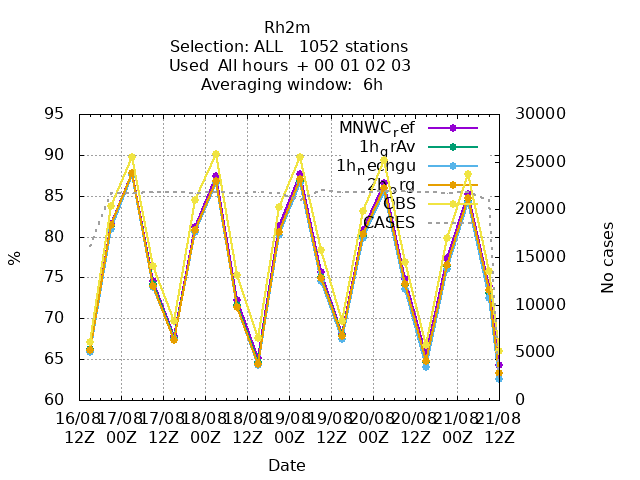 Rh2m
Selection: ALL 1052 stations
Used All hours + 00 01 02 03
Averaging window: 6h
95 30000
90 25000
85 20000
80 15000
75 10000
70 5000
65 0
60
MNWC_ref
1h_grAv
OBS
CASES
%
No cases
16/08 17/08 17/08 18/08 18/08 19/08 19/08 20/08 20/08 21/08 21/08
12Z 00Z 12Z 00Z 12Z 00Z 12Z 00Z 12Z 00Z 12Z
Date